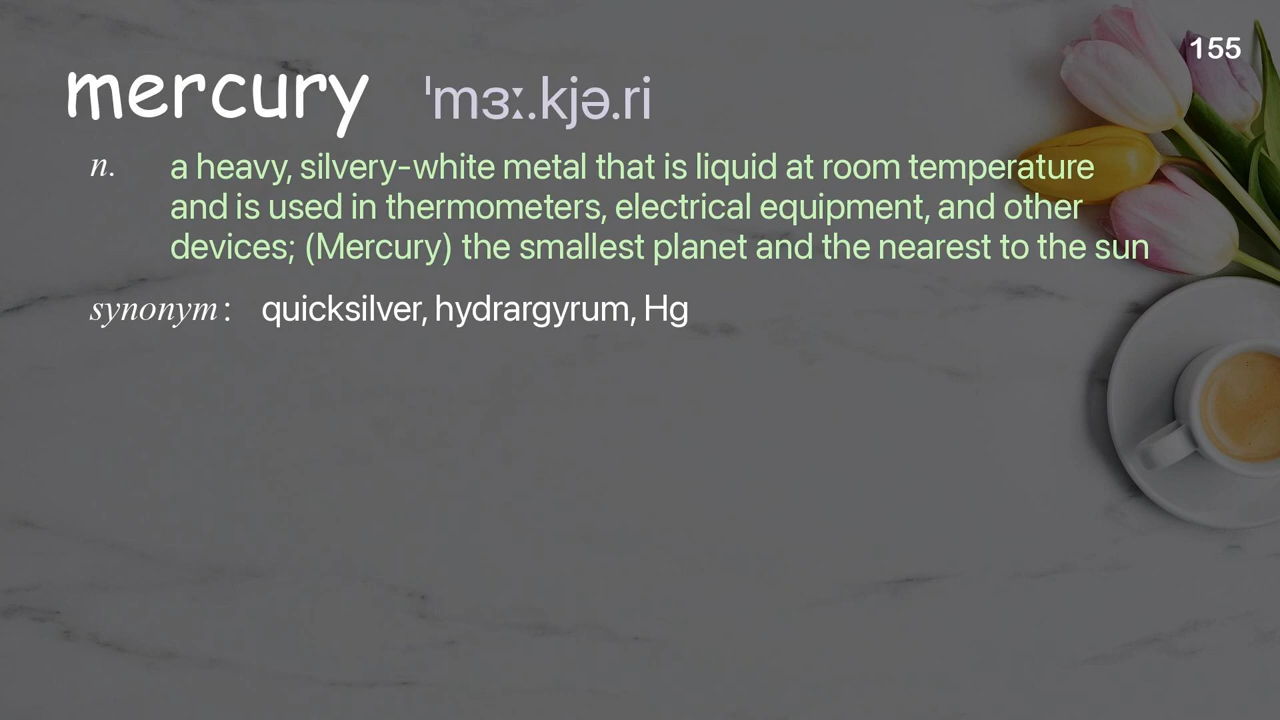 155
mercury ˈmɜː.kjə.ri
n. a heavy, silvery-white metal that is liquid at room temperature
and is used in thermometers, electrical equipment, and other
devices; (Mercury) the smallest planet and the nearest to the sun
synonym: quicksilver, hydrargyrum, Hg